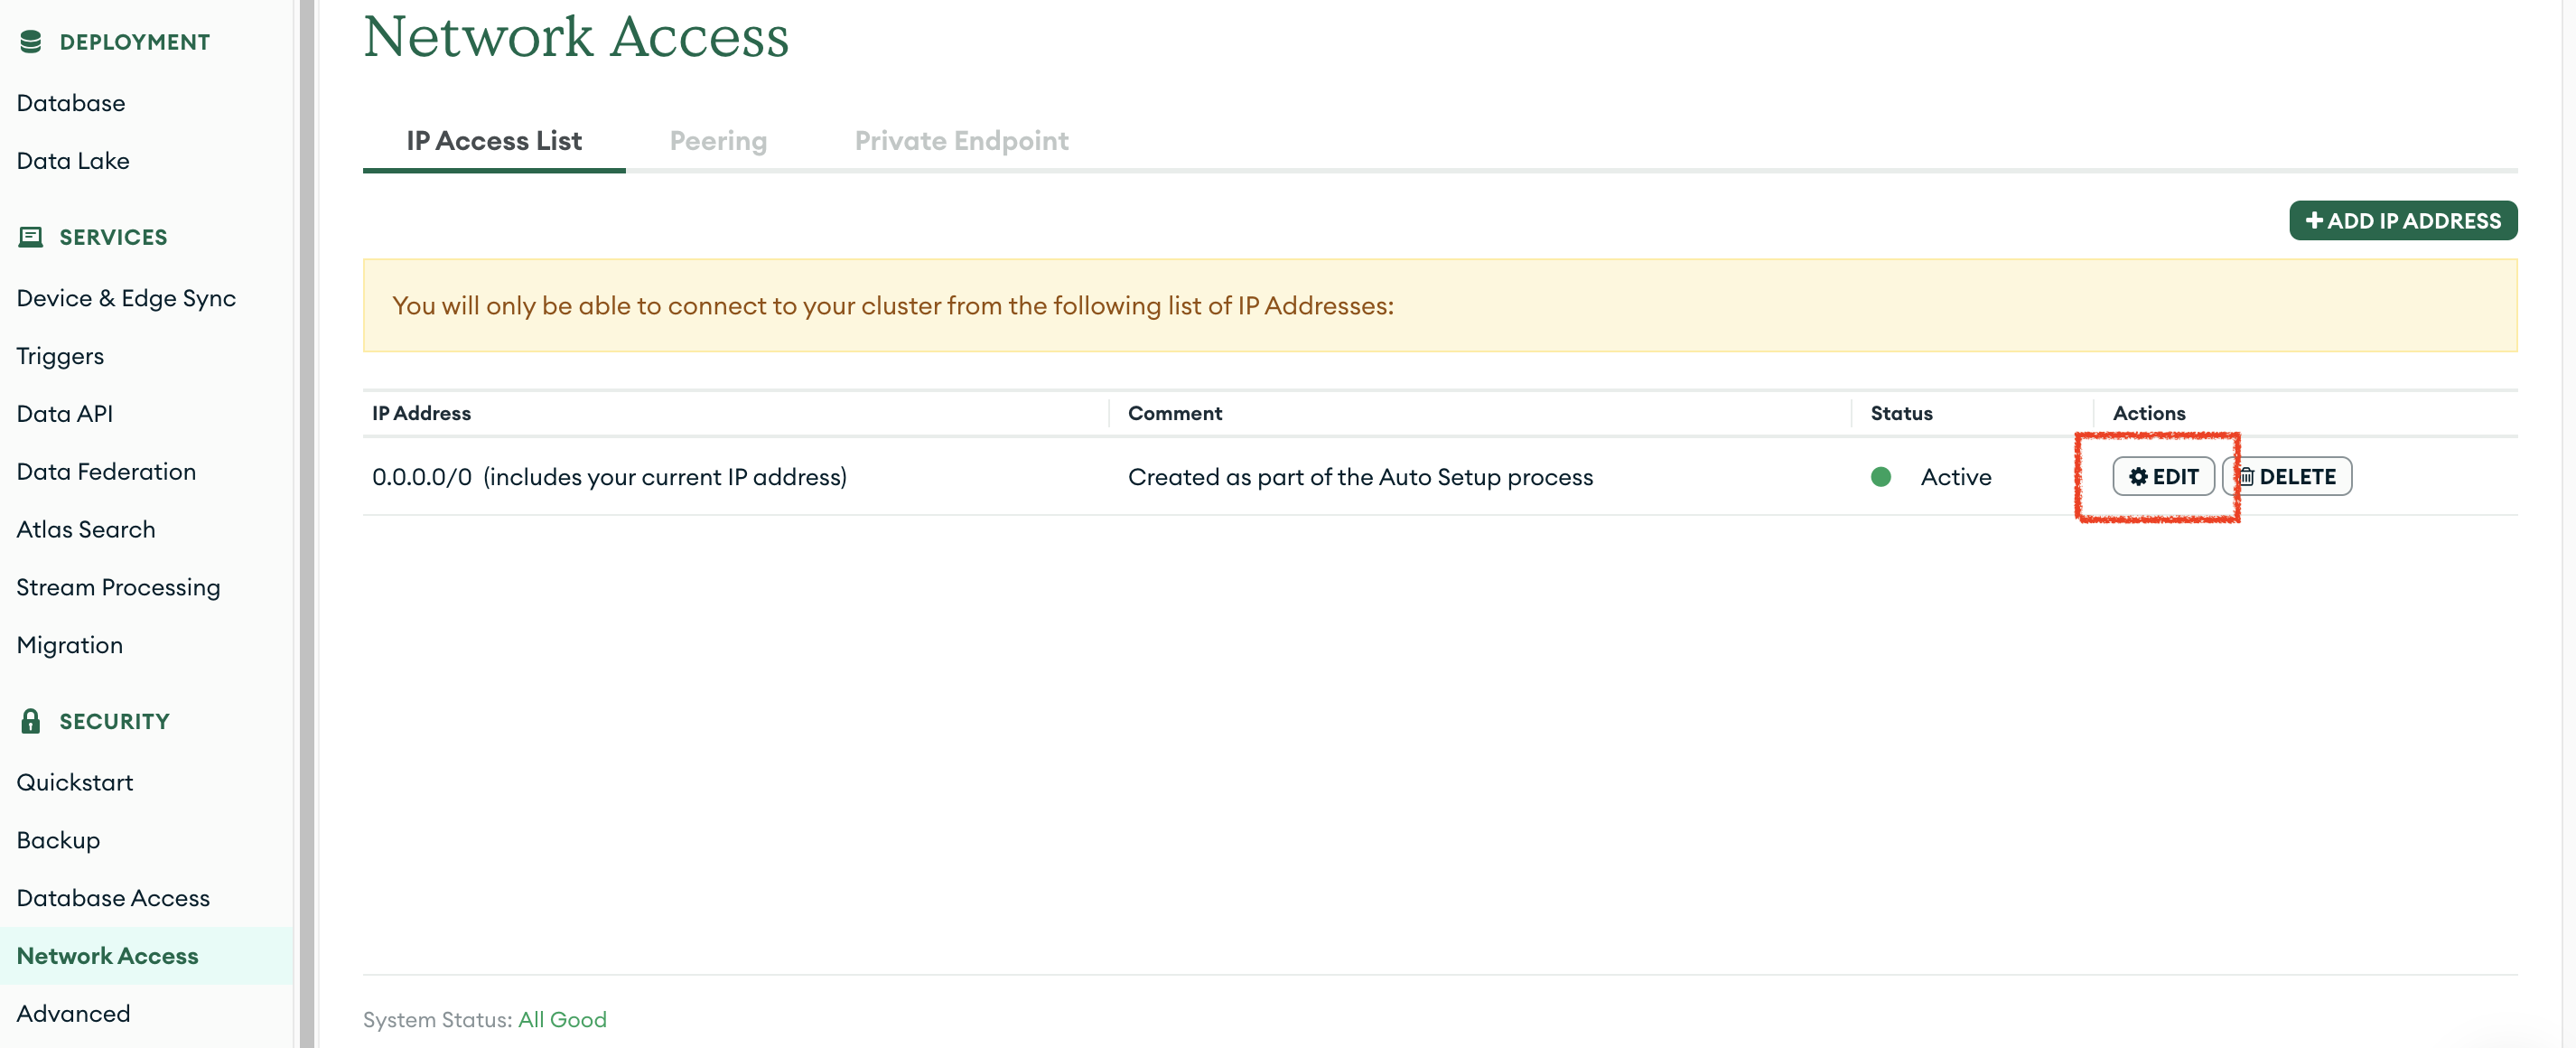 DEPLOYMENT
Database
Data Lake
SERVICES
Device & Edge Sync
Triggers
Data API
Data Federation
Atlas Search
Stream Processing
Migration
SECURITY
Quickstart
Backup
Database Access
Network Access
Advanced
Network Access
IP Access List Peering Private Endpoint
+ ADD IP ADDRESS
You will only be able to connect to your cluster from the following list of IP Addresses:
IP Address Comment Status Actions
0.0.0.0/0 (includes your current IP address) Created as part of the Auto Setup process Active EDIT DELETE
System Status: All Good